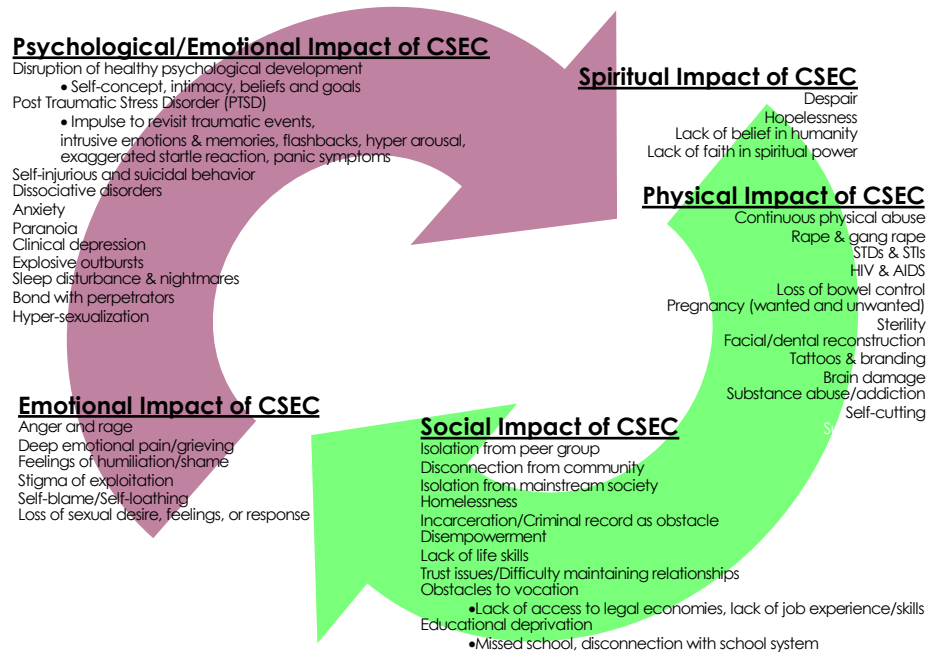 Psychological/Emotional Impact of CSEC
Disruption of healthy psychological development
• Self-concept, intimacy, beliefs and goals
Post Traumatic Stress Disorder (PTSD)
• Impulse to revisit traumatic events,
intrusive emotions & memories, flashbacks, hyper arousal,
exaggerated startle reaction, panic symptoms
Self-injurious and suicidal behavior
Dissociative disorders
Anxiety
Paranoia
Clinical depression
Explosive outbursts
Sleep disturbance & nightmares
Bond with perpetrators
Hyper-sexualization
Spiritual Impact of CSEC
Despair
Hopelessness
Lack of belief in humanity
Lack of faith in spiritual power
Physical Impact of CSEC
Continuous physical abuse
Rape & gang rape
STDs & STIs
HIV & AIDS
Loss of bowel control
Pregnancy (wanted and unwanted)
Sterility
Facial/dental reconstruction
Tattoos & branding
Brain damage
Substance abuse/addiction
Self-cutting
Emotional Impact of CSEC
Anger and rage
Deep emotional pain/grieving
Feelings of humiliation/shame
Stigma of exploitation
Self-blame/Self-loathing
Loss of sexual desire, feelings, or response
Social Impact of CSEC
Isolation from peer group
Disconnection from community
Isolation from mainstream society
Homelessness
Incarceration/Criminal record as obstacle
Disempowerment
Lack of life skills
Trust issues/Difficulty maintaining relationships
Obstacles to vocation
•Lack of access to legal economies, lack of job experience/skills
Educational deprivation
•Missed school, disconnection with school system